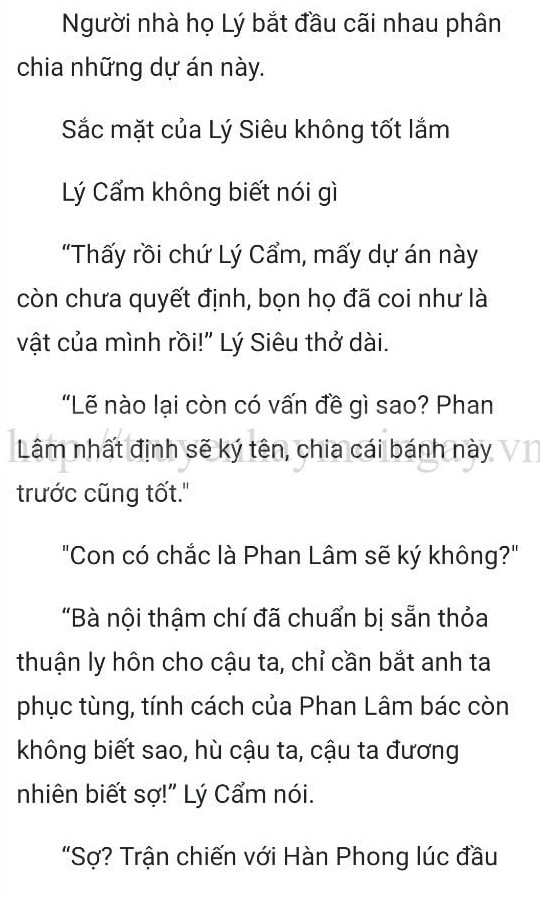 Người nhà họ Lý bắt đầu cãi nhau phân
chia những dự án này.
Sắc mặt của Lý Siêu không tốt lắm
Lý Cẩm không biết nói gì
“Thấy rồi chứ Lý Cẩm, mấy dự án này
còn chưa quyết định, bọn họ đã coi như là
vật của mình rồi!” Lý Siêu thở dài.
“Lẽ nào lại còn có vấn đề gì sao? Phan
Lâm nhất định sẽ ký tên, chia cái bánh này
http://truyenhaymoingay.vn
trước cũng tốt."
"Con có chắc là Phan Lâm sẽ ký không?"
“Bà nội thậm chí đã chuẩn bị sẵn thỏa
thuận ly hôn cho cậu ta, chỉ cần bắt anh ta
phục tùng, tính cách của Phan Lâm bác còn
không biết sao, hù cậu ta, cậu ta đương
nhiên biết sợ!” Lý Cẩm nói.
“Sợ? Trận chiến với Hàn Phong lúc đầu